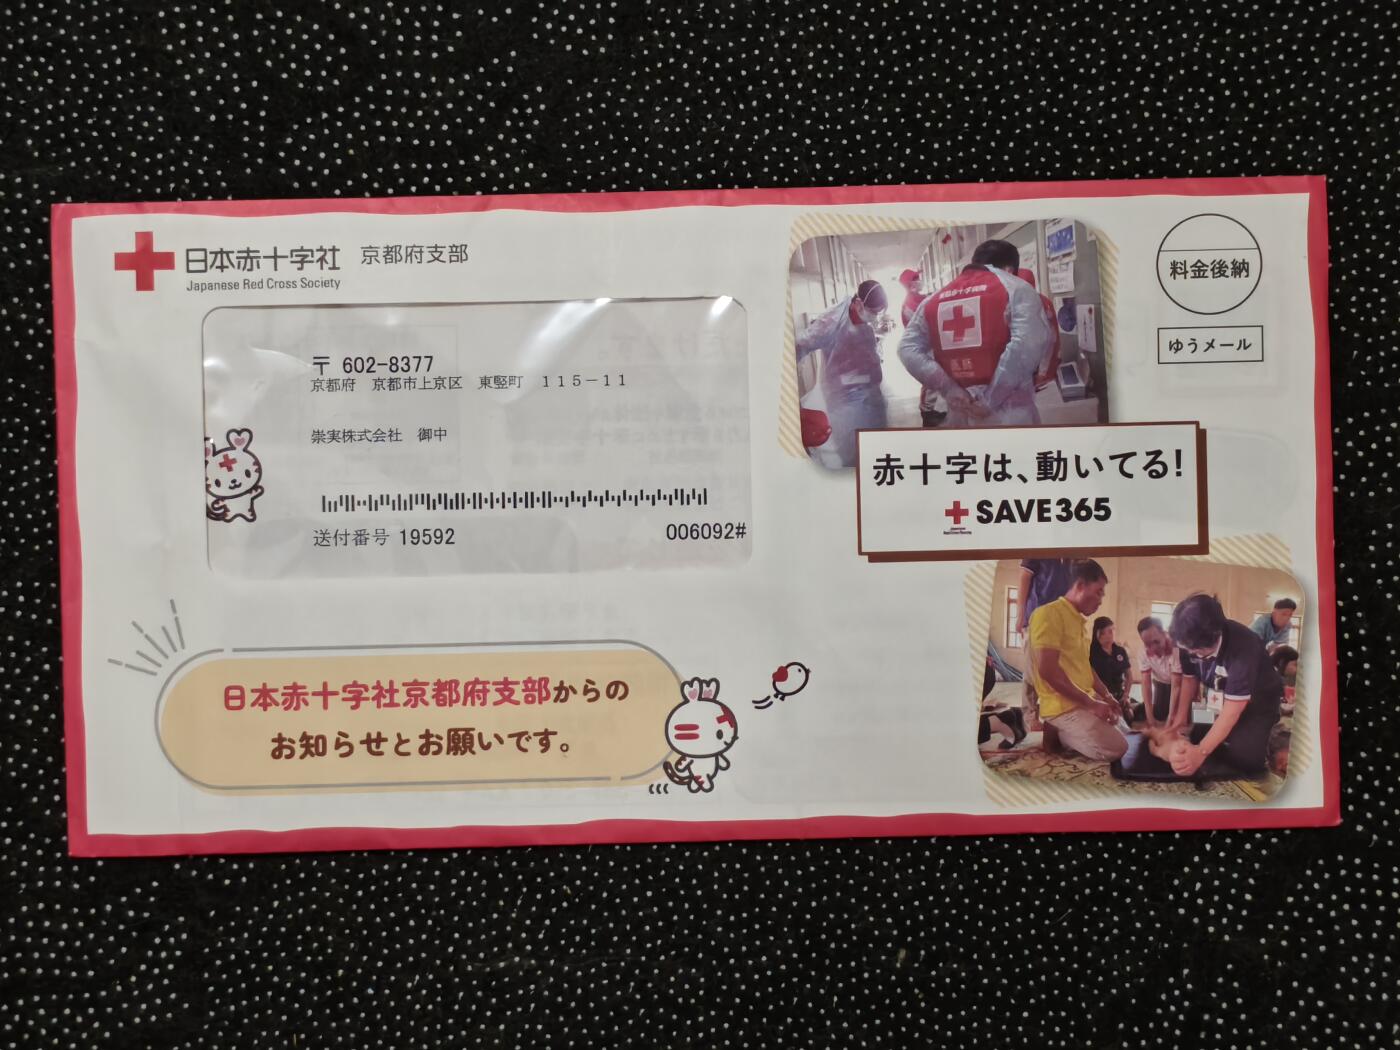 日本赤十字社 京都府支部
Japanese Red Cross Society
〒 602-8377
京都府 京都市上京区 東竪町 115－11
崇実株式会社 御中
送付番号 19592
006092#
料金後納
ゆうメール
赤十字は、動いてる!
SAVE365
日本赤十字社京都府支部からの
お知らせとお願いです。